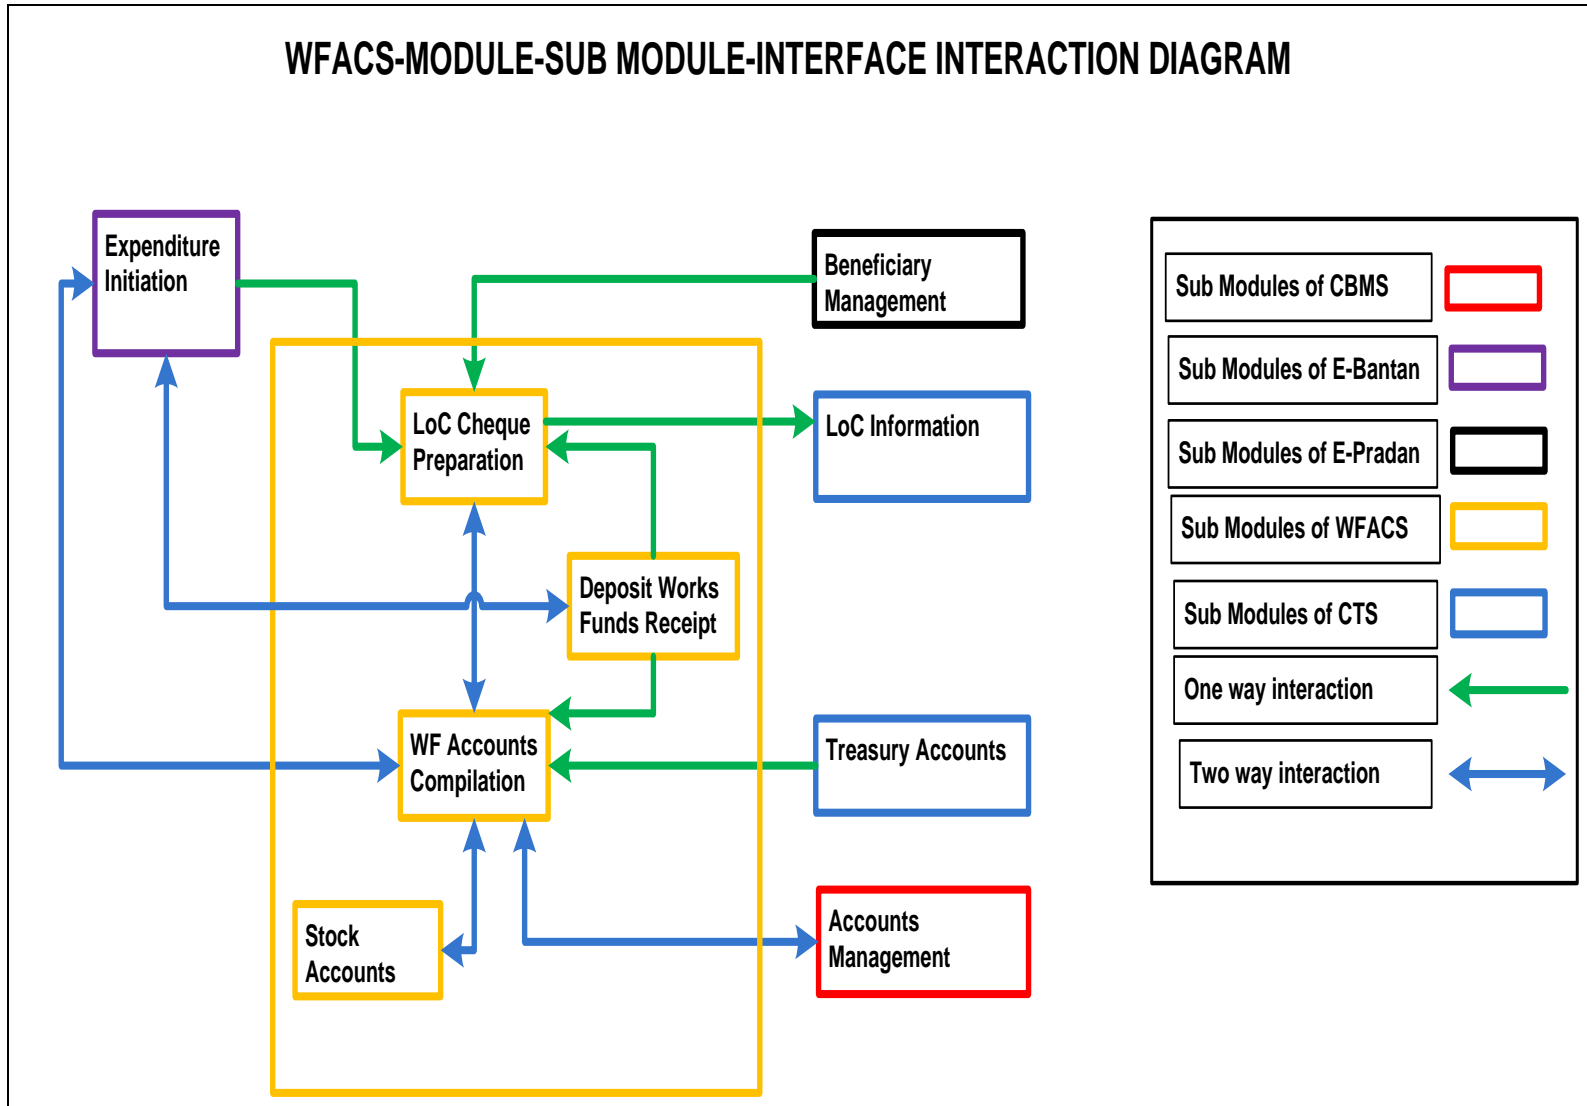 WFACS-MODULE-SUB MODULE-INTERFACE INTERACTION DIAGRAM
Expenditure
Initiation
Beneficiary
Management
LoC Cheque
Preparation
LoC Information
Deposit Works
Funds Receipt
WF Accounts
Compilation
Treasury Accounts
Stock
Accounts
Accounts
Management
Sub Modules of CBMS
Sub Modules of E-Bantan
Sub Modules of E-Pradan
Sub Modules of WFACS
Sub Modules of CTS
One way interaction
Two way interaction